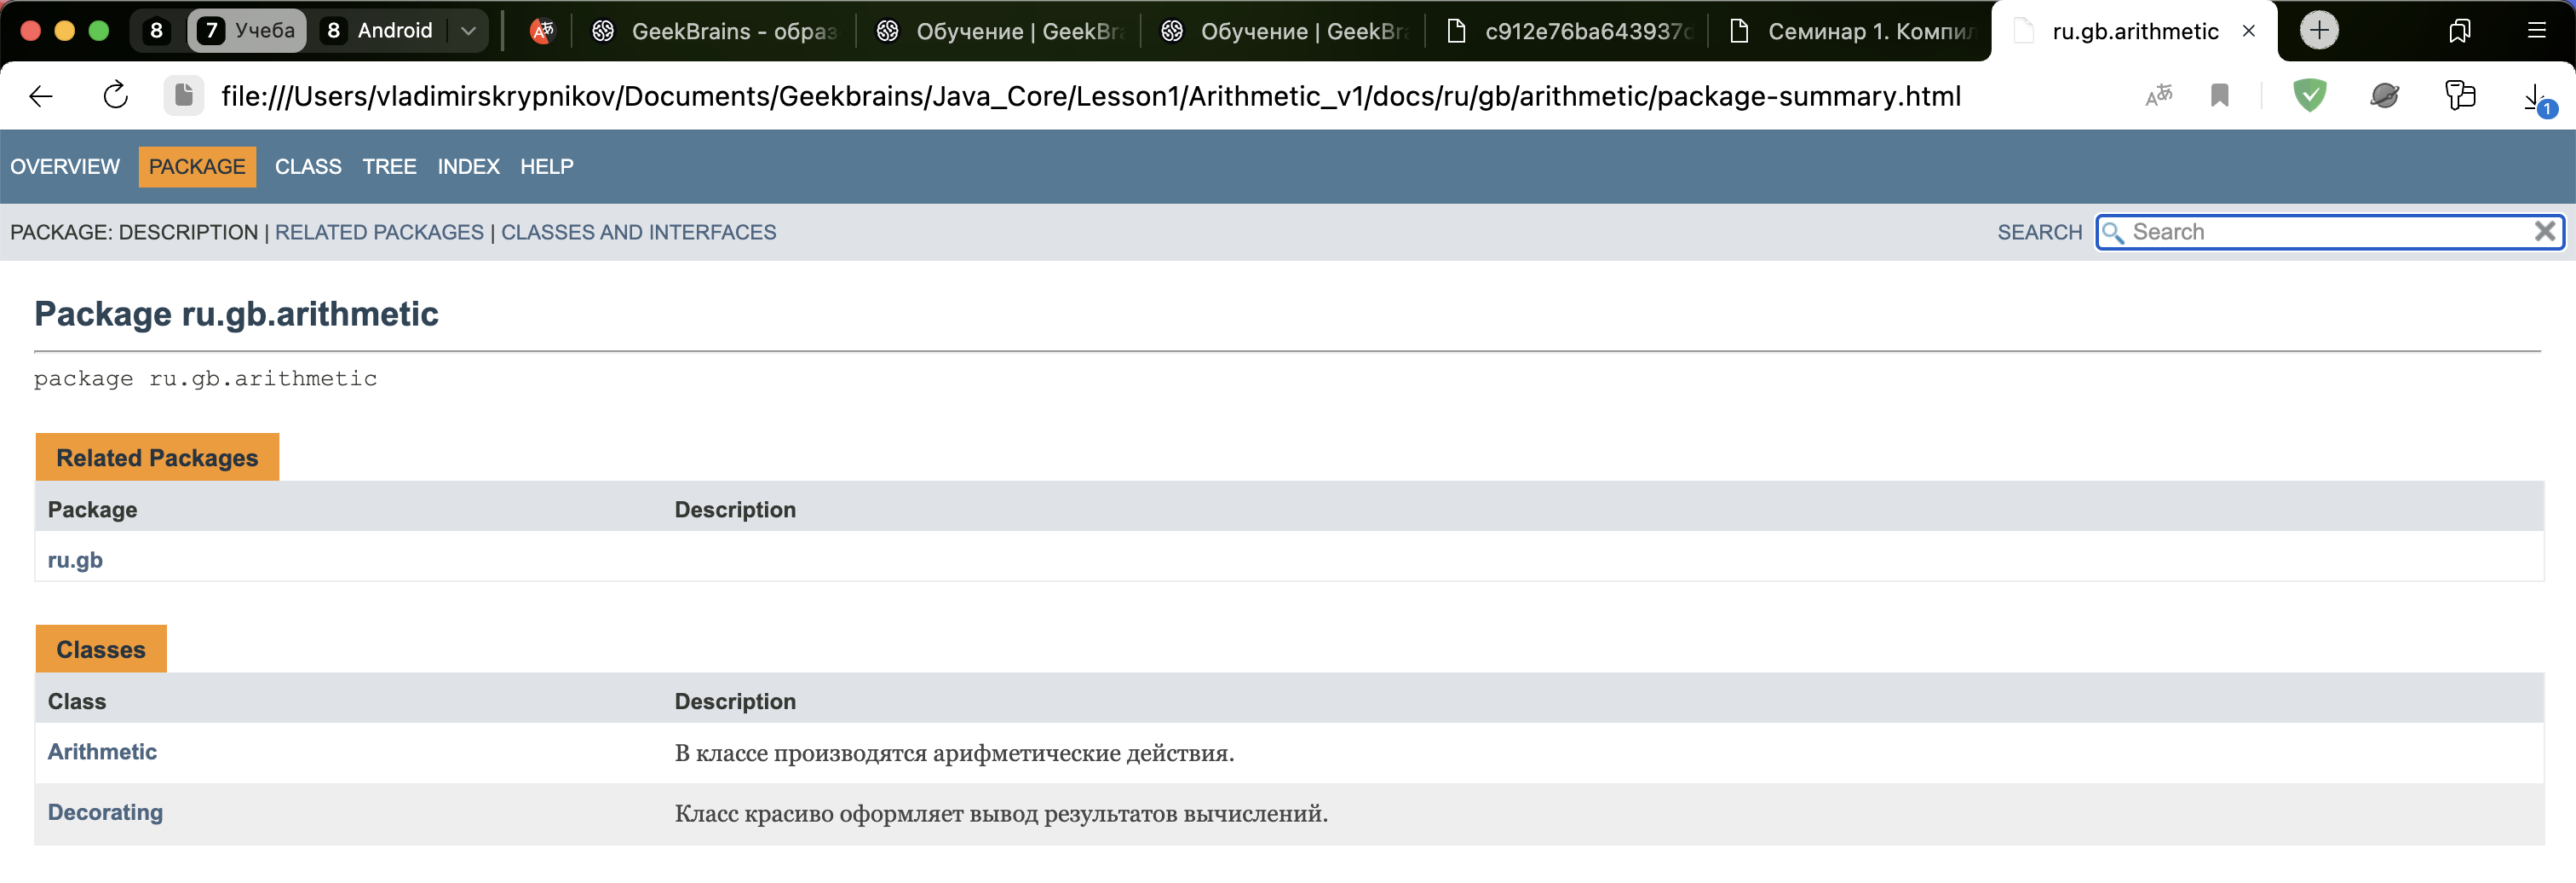 8 7 Учеба 8 Android GeekBrains - образ Обучение | GeekBra Обучение | GeekBra c912e76ba643937c Семинар 1. Компил ru.gb.arithmetic
file:///Users/vladimirskrypnikov/Documents/Geekbrains/Java_Core/Lesson1/Arithmetic_v1/docs/ru/gb/arithmetic/package-summary.html 1
OVERVIEW PACKAGE CLASS TREE INDEX HELP
PACKAGE: DESCRIPTION | RELATED PACKAGES | CLASSES AND INTERFACES SEARCH Search
Package ru.gb.arithmetic
package ru.gb.arithmetic
Related Packages
Package Description
ru.gb
Classes
Class Description
Arithmetic В классе производятся арифметические действия.
Decorating Класс красиво оформляет вывод результатов вычислений.